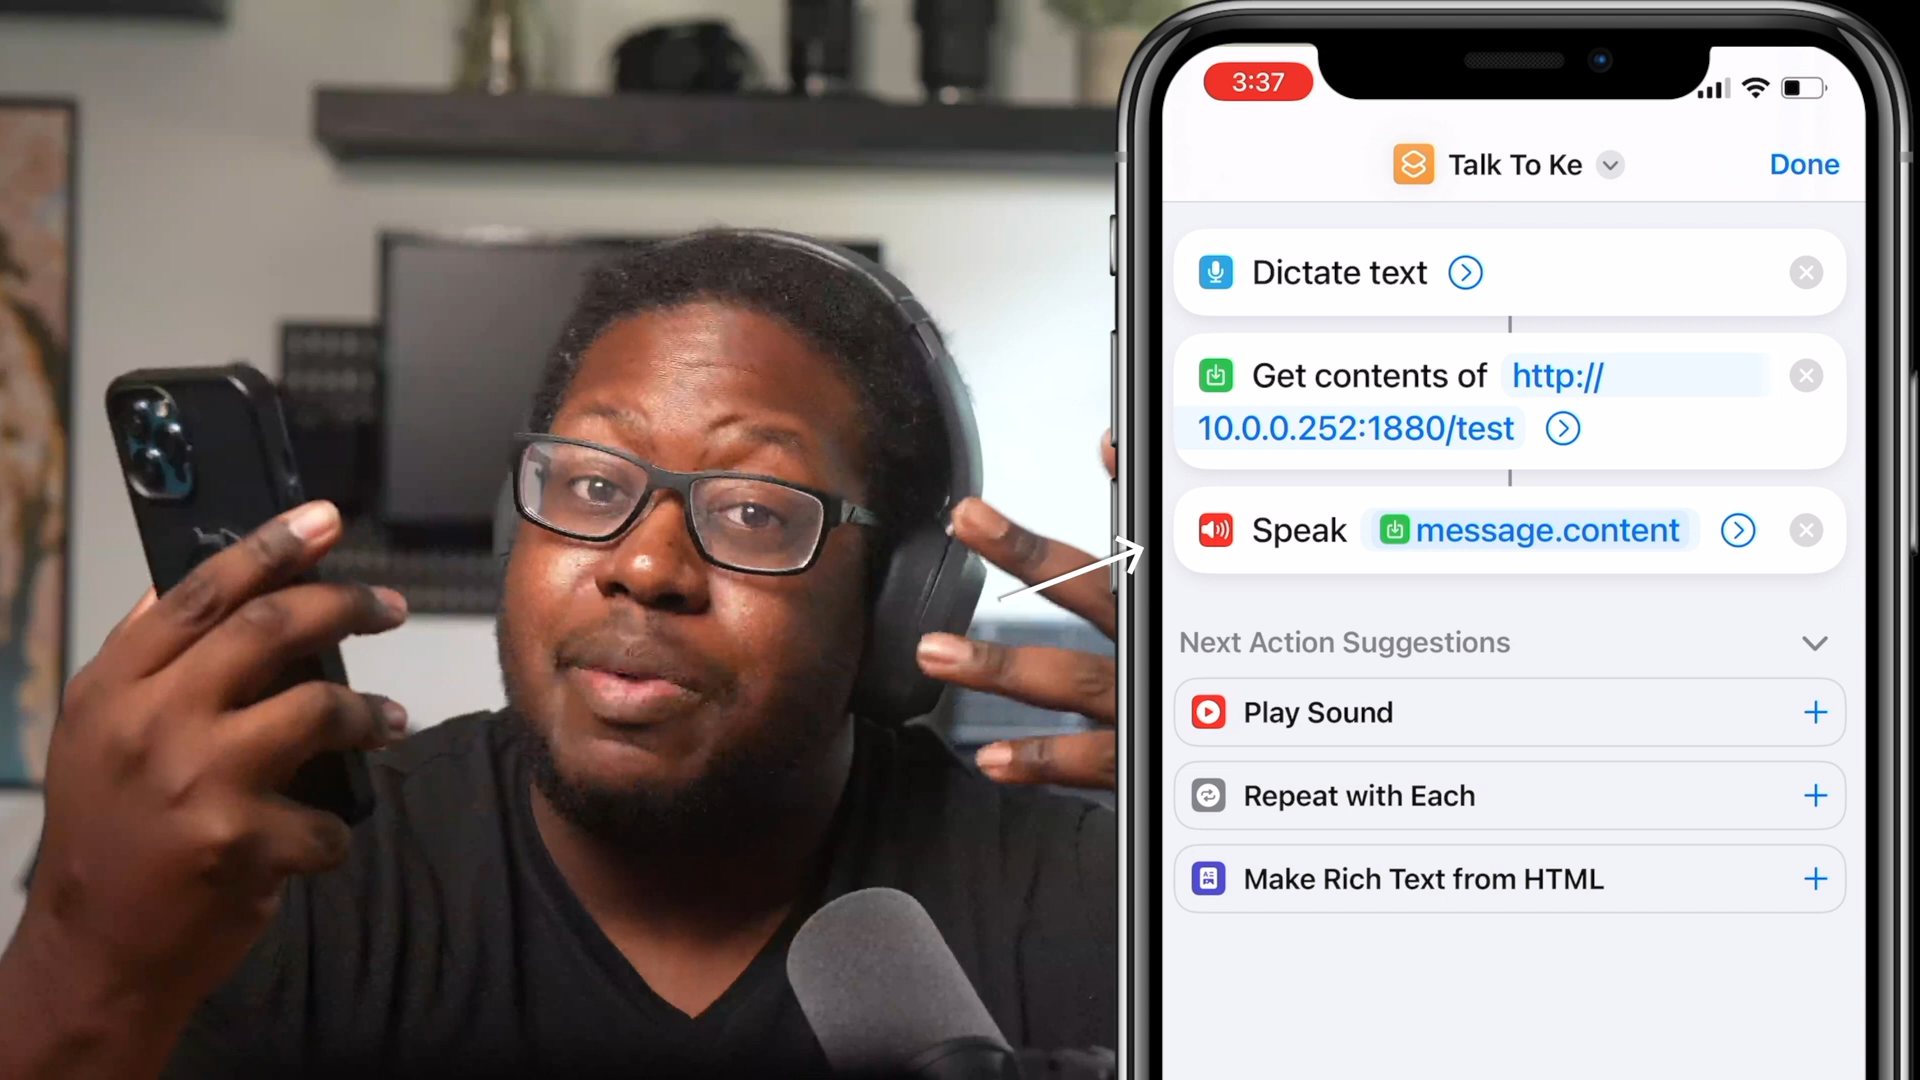 3:37
Talk To Ke
Done
Dictate text
Get contents of http://
10.0.0.252:1880/test
Speak message.content
Next Action Suggestions
Play Sound
Repeat with Each
Make Rich Text from HTML